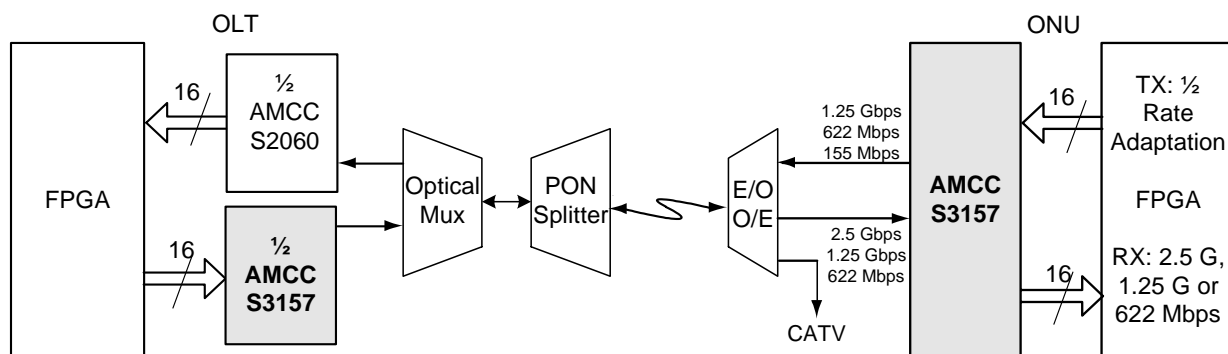 OLT
ONU
FPGA
16
½
AMCC
S2060
16
½
AMCC
S3157
Optical
Mux
PON
Splitter
E/O
O/E
CATV
1.25 Gbps
622 Mbps
155 Mbps
2.5 Gbps
1.25 Gbps
622 Mbps
AMCC
S3157
16
16
TX: ½
Rate
Adaptation
FPGA
RX: 2.5 G,
1.25 G or
622 Mbps